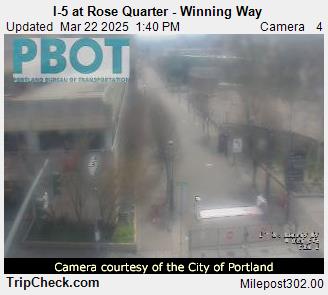 I-5 at Rose Quarter - Winning Way
Updated Mar 22 2025 1:40 PM Camera 4
PBOT
PORTLAND BUREAU OF TRANSPORTATION
Camera courtesy of the City of Portland
TripCheck.com Milepost302.00